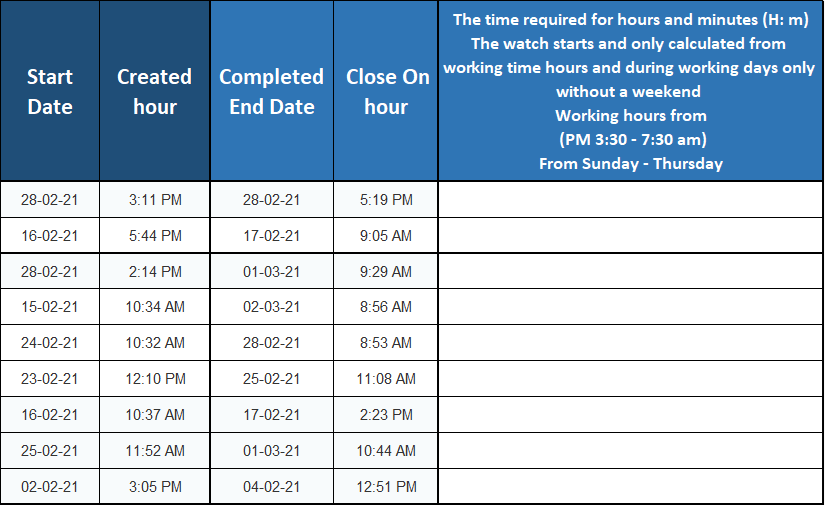 Start Date
Created hour
Completed End Date
Close On hour
The time required for hours and minutes (H: m)
The watch starts and only calculated from
working time hours and during working days only
without a weekend
Working hours from
(PM 3:30 - 7:30 am)
From Sunday - Thursday
28-02-21 3:11 PM 28-02-21 5:19 PM
16-02-21 5:44 PM 17-02-21 9:05 AM
28-02-21 2:14 PM 01-03-21 9:29 AM
15-02-21 10:34 AM 02-03-21 8:56 AM
24-02-21 10:32 AM 28-02-21 8:53 AM
23-02-21 12:10 PM 25-02-21 11:08 AM
16-02-21 10:37 AM 17-02-21 2:23 PM
25-02-21 11:52 AM 01-03-21 10:44 AM
02-02-21 3:05 PM 04-02-21 12:51 PM